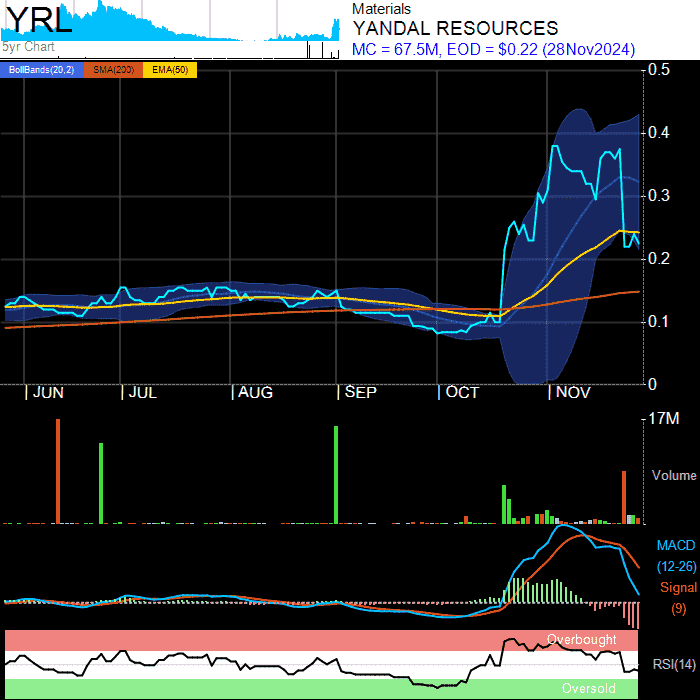 YRL
5yr Chart
Materials
YANDAL RESOURCES
MC = 67.5M, EOD = $0.22 (28Nov2024)
BollBands(20,2) SMA(200) EMA(50)
0.5
0.4
0.3
0.2
0.1
0
JUN JUL AUG SEP OCT NOV
17M
Volume
MACD
(12-26)
Signal
(9)
Overbought
RSI(14)
Oversold